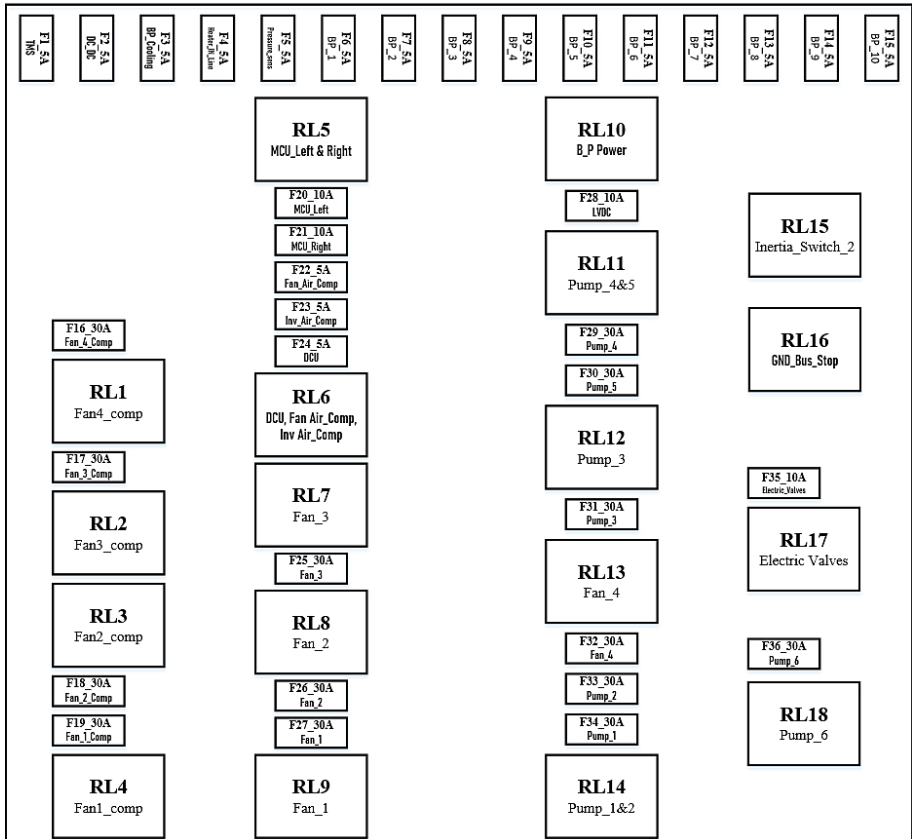 F1_5A
TMS
F2_5A
DC_DC
F3_5A
BP_Cooling
F4_5A
Heater_IN_Line
F5_5A
Pressure_sens
F6_5A
BP_1
F7_5A
BP_2
F8_5A
BP_3
F9_5A
BP_4
F10_5A
BP_5
F11_5A
BP_6
F12_5A
BP_7
F13_5A
BP_8
F14_5A
BP_9
F15_5A
BP_10
F16_30A
Fan_4_Comp
RL1
Fan4_comp
F17_30A
Fan_3_Comp
RL2
Fan3_comp
RL3
Fan2_comp
F18_30A
Fan_2_Comp
F19_30A
Fan_1_Comp
RL4
Fan1_comp
RL5
MCU_Left & Right
F20_10A
MCU_Left
F21_10A
MCU_Right
F22_5A
Fan_Air_Comp
F23_5A
Inv_Air_Comp
F24_5A
DCU
RL6
DCU, Fan Air_Comp,
Inv Air_Comp
RL7
Fan_3
F25_30A
Fan_3
RL8
Fan_2
F26_30A
Fan_2
F27_30A
Fan_1
RL9
Fan_1
RL10
B_P Power
F28_10A
LVDC
RL11
Pump_4&5
F29_30A
Pump_4
F30_30A
Pump_5
RL12
Pump_3
F31_30A
Pump_3
RL13
Fan_4
F32_30A
Fan_4
F33_30A
Pump_2
F34_30A
Pump_1
RL14
Pump_1&2
RL15
Inertia_Switch_2
RL16
GND_Bus_Stop
F35_10A
Electric_Valves
RL17
Electric Valves
F36_30A
Pump_6
RL18
Pump_6